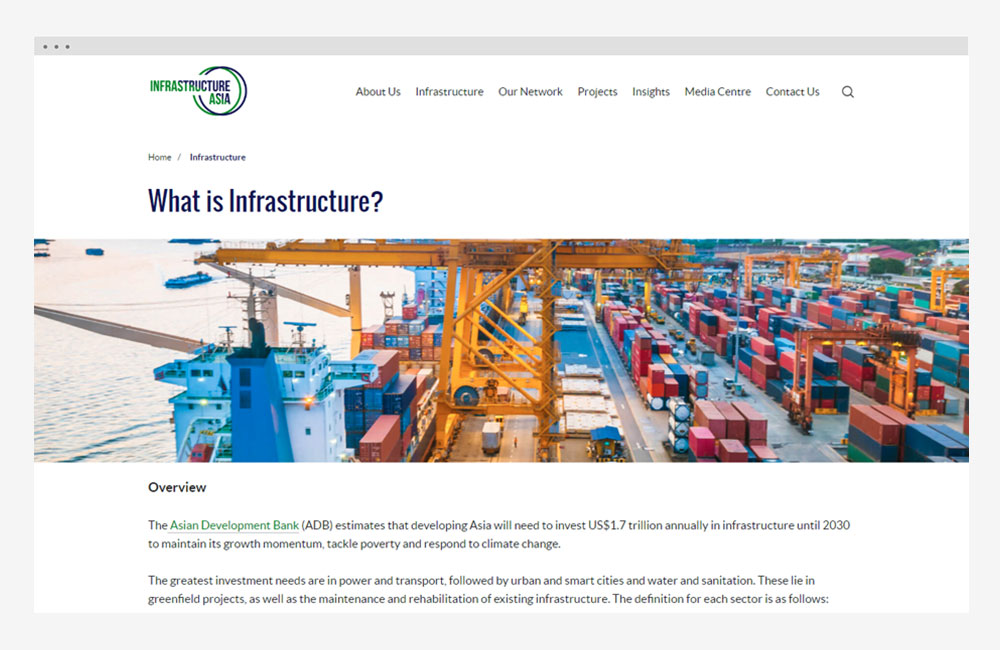 INFRASTRUCTURE
ASIA
About Us Infrastructure Our Network Projects Insights Media Centre Contact Us
Home / Infrastructure
What is Infrastructure?
Overview
The Asian Development Bank (ADB) estimates that developing Asia will need to invest US$1.7 trillion annually in infrastructure until 2030
to maintain its growth momentum, tackle poverty and respond to climate change.
The greatest investment needs are in power and transport, followed by urban and smart cities and water and sanitation. These lie in
greenfield projects, as well as the maintenance and rehabilitation of existing infrastructure. The definition for each sector is as follows: